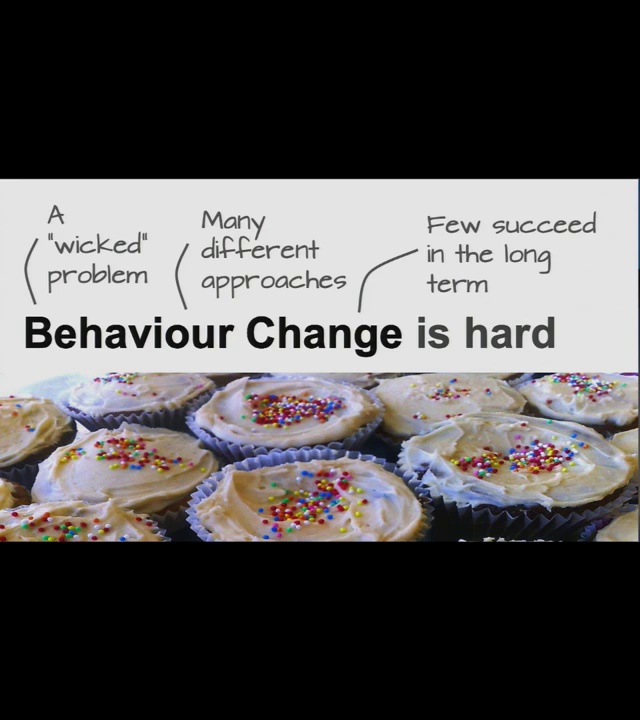 A
"wicked"
problem
Many
different
approaches
Few succeed
in the long
term
Behaviour Change is hard